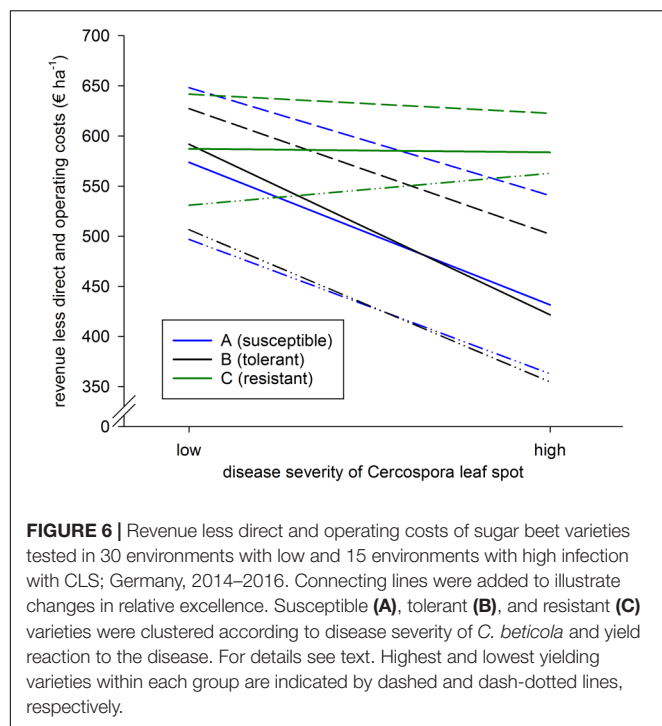 700
650
600
550
500
450
400
350
0
revenue less direct and operating costs (€ ha⁻¹)
A (susceptible)
B (tolerant)
C (resistant)
low
high
disease severity of Cercospora leaf spot
FIGURE 6 | Revenue less direct and operating costs of sugar beet varieties
tested in 30 environments with low and 15 environments with high infection
with CLS; Germany, 2014–2016. Connecting lines were added to illustrate
changes in relative excellence. Susceptible (A), tolerant (B), and resistant (C)
varieties were clustered according to disease severity of C. beticola and yield
reaction to the disease. For details see text. Highest and lowest yielding
varieties within each group are indicated by dashed and dash-dotted lines,
respectively.